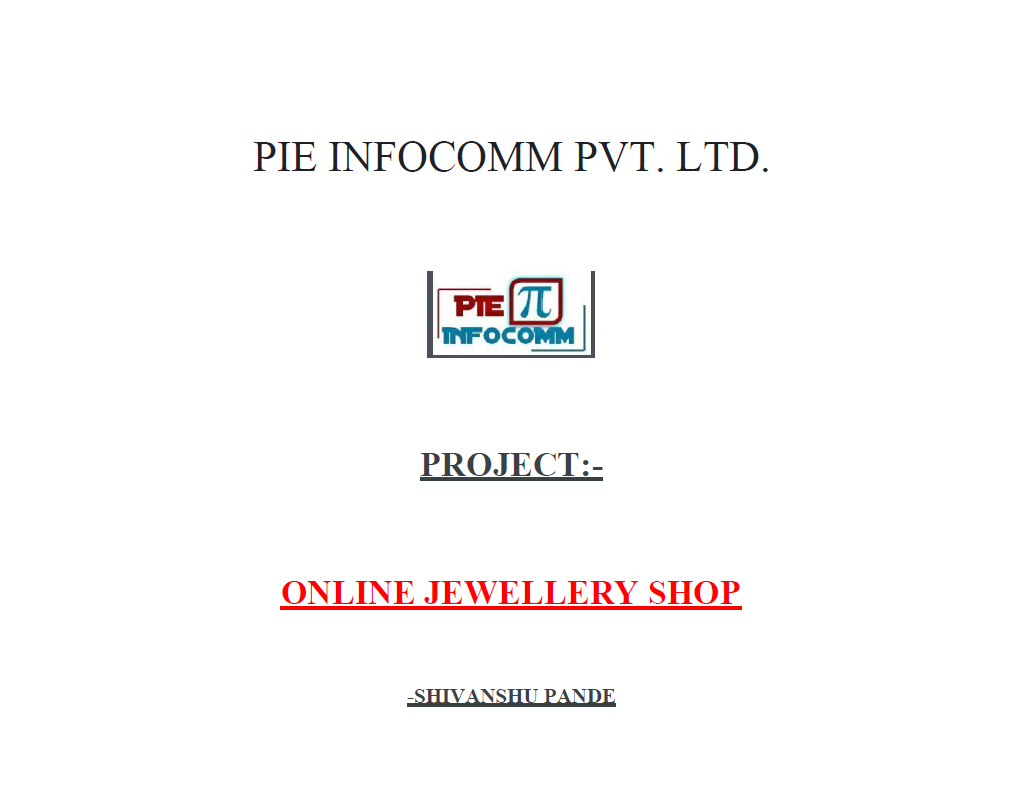 PIE INFOCOMM PVT. LTD.
PIE π
INFOCOMM
PROJECT:-
ONLINE JEWELLERY SHOP
-SHIVANSHU PANDE